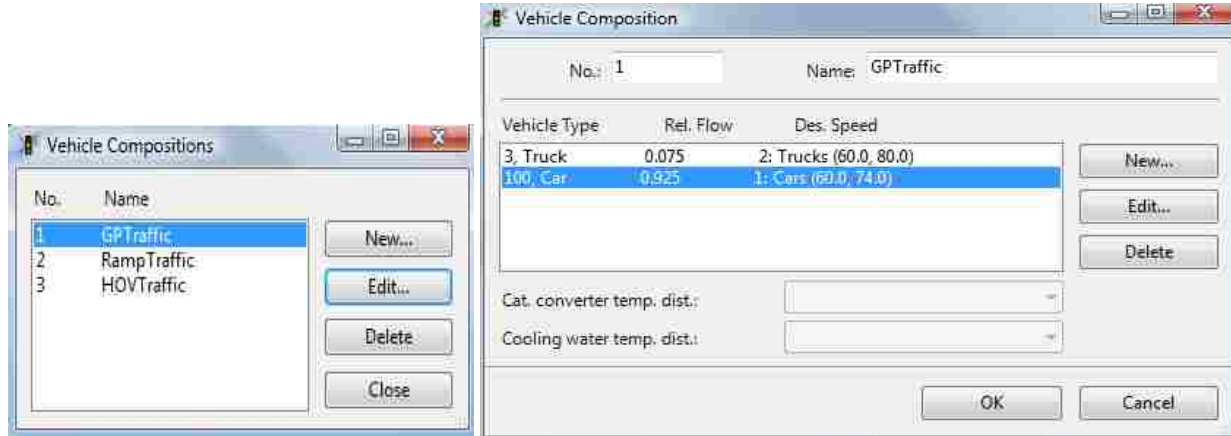 Vehicle Compositions
No. Name
1 GPTraffic
2 RampTraffic
3 HOVTraffic
New...
Edit...
Delete
Close
Vehicle Composition
No.: 1 Name: GPTraffic
Vehicle Type Rel. Flow Des. Speed
3, Truck 0.075 2: Trucks (60.0, 80.0)
100, Car 0.925 1: Cars (60.0, 74.0)
New...
Edit...
Delete
Cat. converter temp. dist.:
Cooling water temp. dist.:
OK Cancel